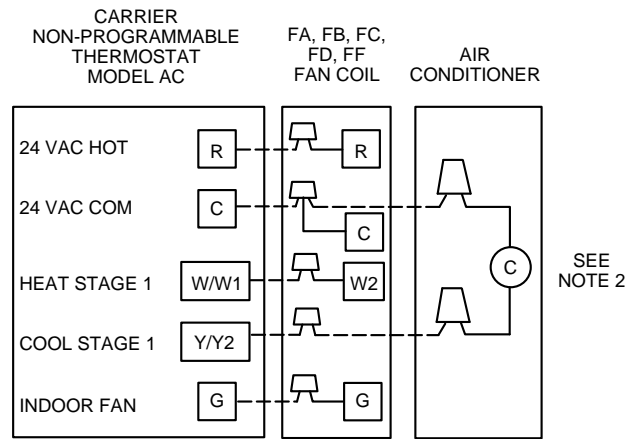 CARRIER
NON-PROGRAMMABLE
THERMOSTAT
MODEL AC
FA, FB, FC,
FD, FF
FAN COIL
AIR
CONDITIONER
24 VAC HOT R R
24 VAC COM C
C
HEAT STAGE 1 W/W1 W2
C
SEE
NOTE 2
COOL STAGE 1 Y/Y2
INDOOR FAN G G